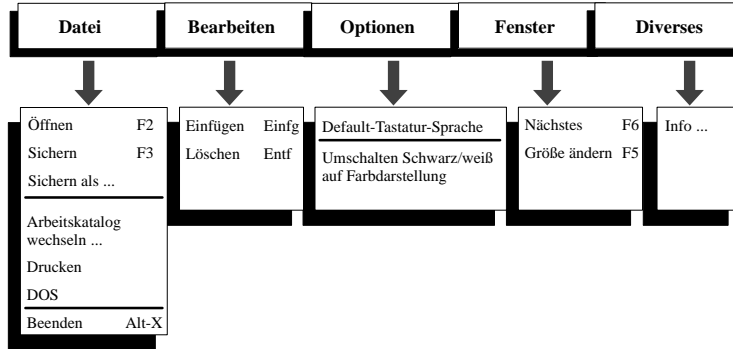 Datei
Bearbeiten
Optionen
Fenster
Diverses
Öffnen F2
Sichern F3
Sichern als ...
Arbeitskatalog
wechseln ...
Drucken
DOS
Beenden Alt-X
Einfügen Einfg
Löschen Entf
Default-Tastatur-Sprache
Umschalten Schwarz/weiß
auf Farbdarstellung
Nächstes F6
Größe ändern F5
Info ...